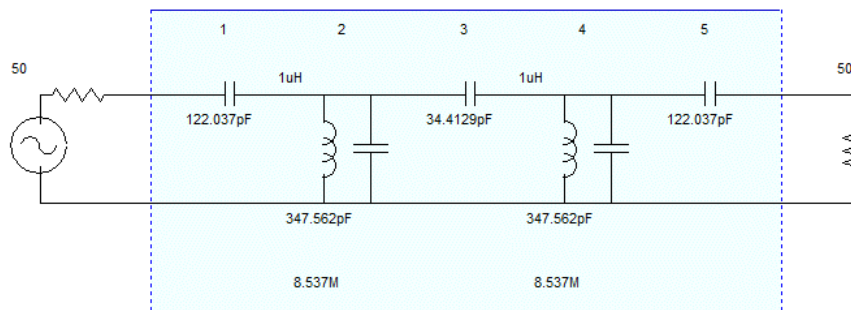 1 2 3 4 5
50 1uH 1uH 50
122.037pF 34.4129pF 122.037pF
347.562pF 347.562pF
8.537M 8.537M